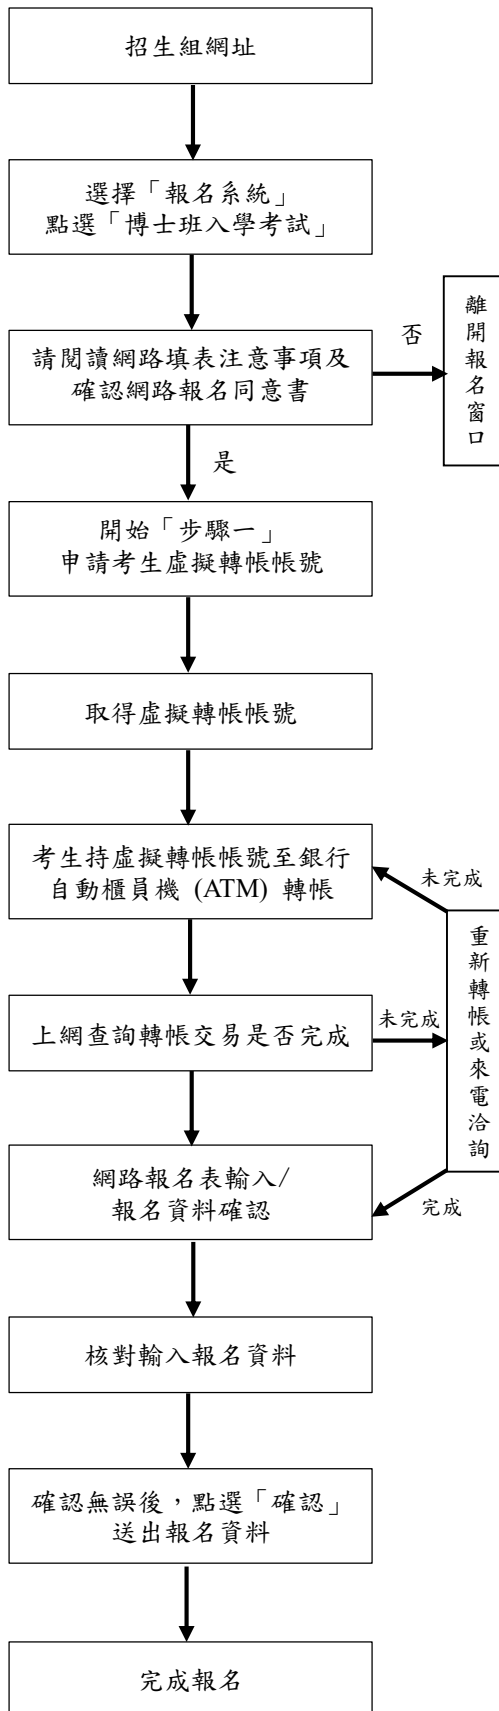 招生組網址
選擇「報名系統」
點選「博士班入學考試」
請閱讀網路填表注意事項及
確認網路報名同意書
否
離開報名窗口
是
開始「步驟一」
申請考生虛擬轉帳帳號
取得虛擬轉帳帳號
考生持虛擬轉帳帳號至銀行
自動櫃員機 (ATM) 轉帳
未完成
上網查詢轉帳交易是否完成
未完成
重新轉帳或來電洽詢
網路報名表輸入/
報名資料確認
完成
核對輸入報名資料
確認無誤後，點選「確認」
送出報名資料
完成報名